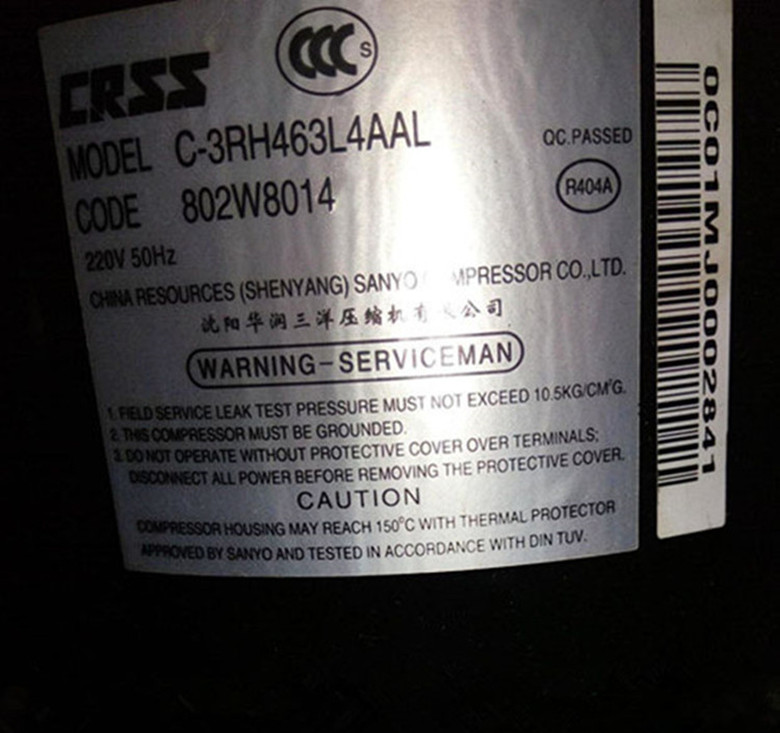 CRSS
CCC S
MODEL C-3RH463L4AAL
QC.PASSED
CODE 802W8014
R404A
220V 50Hz
CHINA RESOURCES (SHENYANG) SANYO MPRESSOR CO.,LTD.
沈阳华润三洋压缩机有 公司
WARNING-SERVICEMAN
1. FIELD SERVICE LEAK TEST PRESSURE MUST NOT EXCEED 10.5KG/CM²G.
2. THIS COMPRESSOR MUST BE GROUNDED.
3. DO NOT OPERATE WITHOUT PROTECTIVE COVER OVER TERMINALS;
DISCONNECT ALL POWER BEFORE REMOVING THE PROTECTIVE COVER.
CAUTION
COMPRESSOR HOUSING MAY REACH 150°C WITH THERMAL PROTECTOR
APPROVED BY SANYO AND TESTED IN ACCORDANCE WITH DIN TUV.
0C01MJ00002841